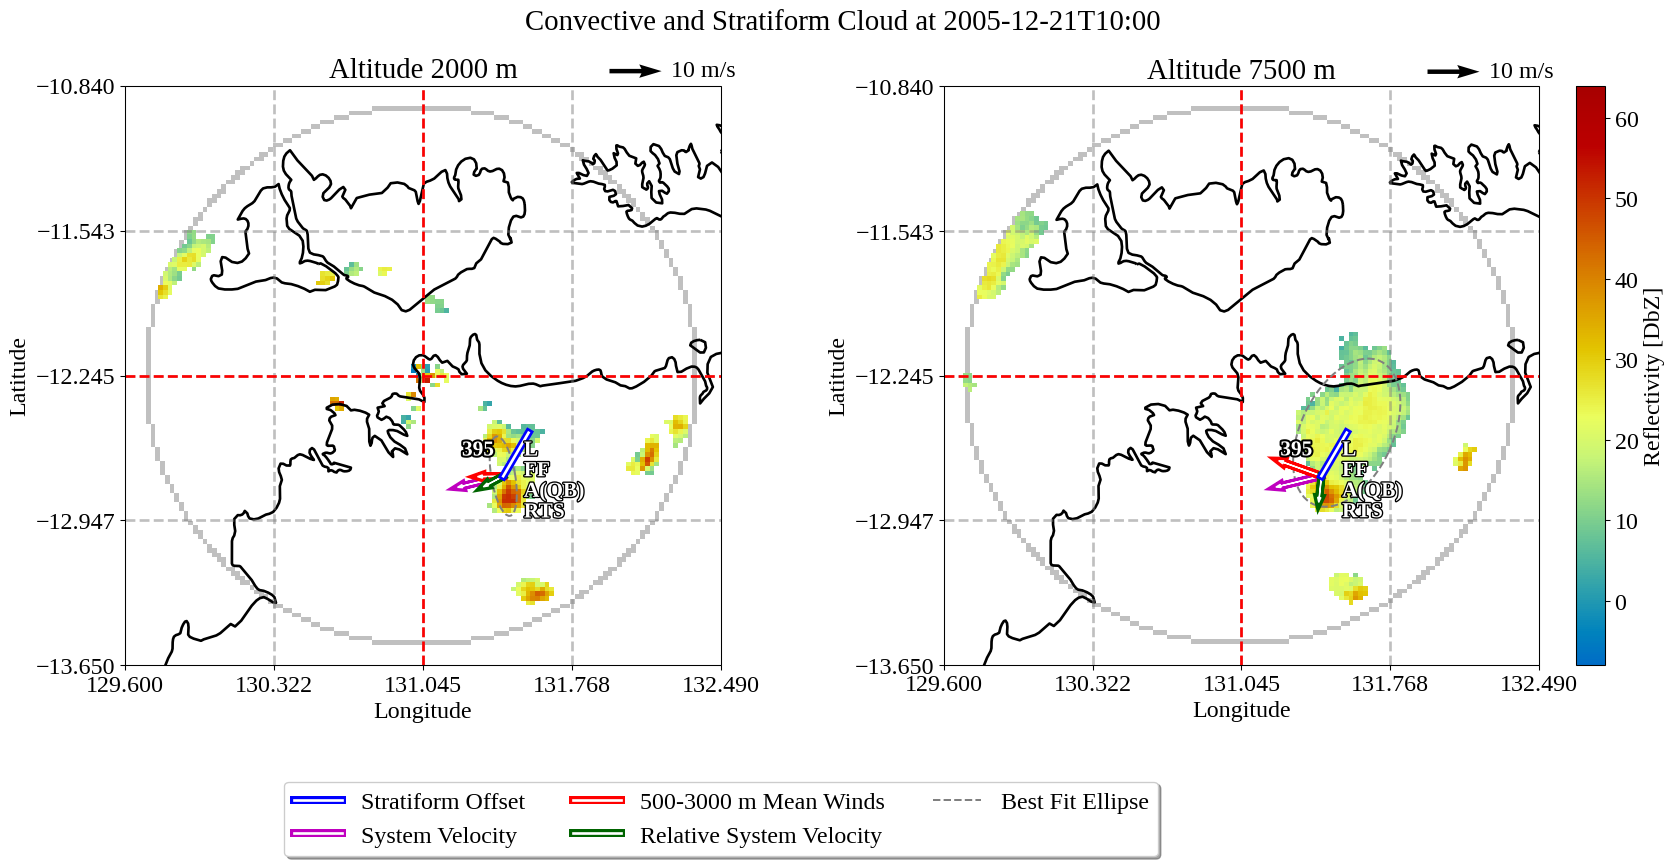 Convective and Stratiform Cloud at 2005-12-21T10:00
Altitude 2000 m
10 m/s
−10.840
−11.543
−12.245
−12.947
−13.650
129.600
130.322
131.045
131.768
132.490
Latitude
Longitude
395
L
FF
A(QB)
RTS
Altitude 7500 m
10 m/s
−10.840
−11.543
−12.245
−12.947
−13.650
129.600
130.322
131.045
131.768
132.490
Latitude
Longitude
395
L
FF
A(QB)
RTS
60
50
40
30
20
10
0
Reflectivity [DbZ]
Stratiform Offset
System Velocity
500-3000 m Mean Winds
Relative System Velocity
Best Fit Ellipse